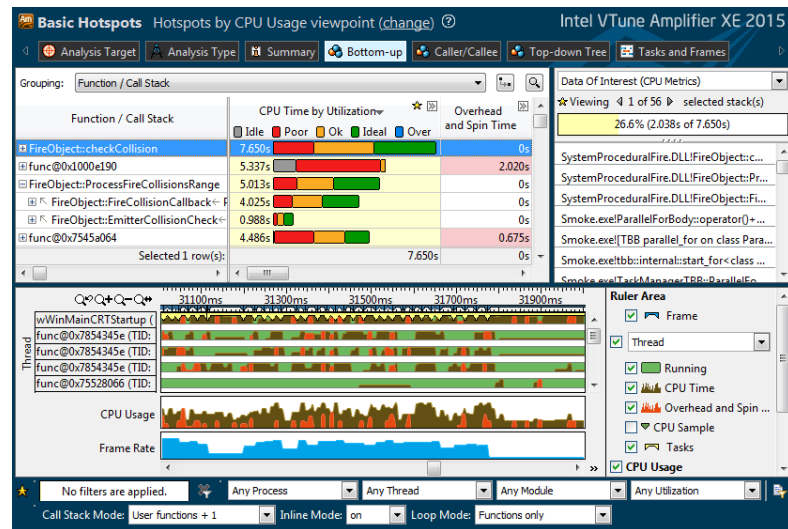 Basic Hotspots Hotspots by CPU Usage viewpoint (change) ? Intel VTune Amplifier XE 2015
Analysis Target Analysis Type Summary Bottom-up Caller/Callee Top-down Tree Tasks and Frames
Grouping: Function / Call Stack
Data Of Interest (CPU Metrics)
Viewing 1 of 56 selected stack(s)
26.6% (2.038s of 7.650s)
Function / Call Stack
CPU Time by Utilization
Idle Poor Ok Ideal Over
Overhead and Spin Time
FireObject::checkCollision 7.650s 0s
func@0x1000e190 5.337s 2.020s
FireObject::ProcessFireCollisionsRange 5.013s 0s
FireObject::FireCollisionCallback← F 4.025s 0s
FireObject::EmitterCollisionCheck← 0.988s 0s
func@0x7545a064 4.486s 0.675s
Selected 1 row(s): 7.650s 0s
SystemProceduralFire.DLL!FireObject::c...
SystemProceduralFire.DLL!FireObject::Pr...
SystemProceduralFire.DLL!FireObject::Fi...
Smoke.exe!ParallelForBody::operator()+...
Smoke.exe![TBB parallel_for on class Para...
Smoke.exe!tbb::internal::start_for<class ...
Smoke.exe!TaskManagerTBB::ParallelFo
31100ms 31300ms 31500ms 31700ms 31900ms
Thread
wWinMainCRTStartup (
func@0x7854345e (TID:
func@0x7854345e (TID:
func@0x7854345e (TID:
func@0x75528066 (TID:
CPU Usage
Frame Rate
Ruler Area
Frame
Thread
Running
CPU Time
Overhead and Spin ...
CPU Sample
Tasks
CPU Usage
No filters are applied. Any Process Any Thread Any Module Any Utilization
Call Stack Mode: User functions + 1 Inline Mode: on Loop Mode: Functions only